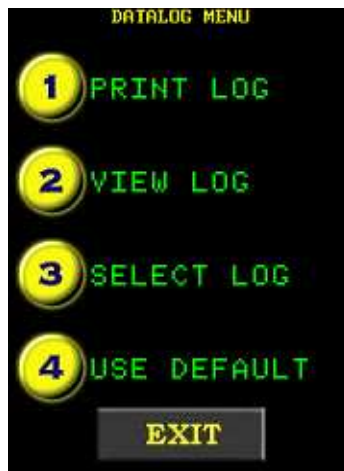 DATALOG MENU
1 PRINT LOG
2 VIEW LOG
3 SELECT LOG
4 USE DEFAULT
EXIT